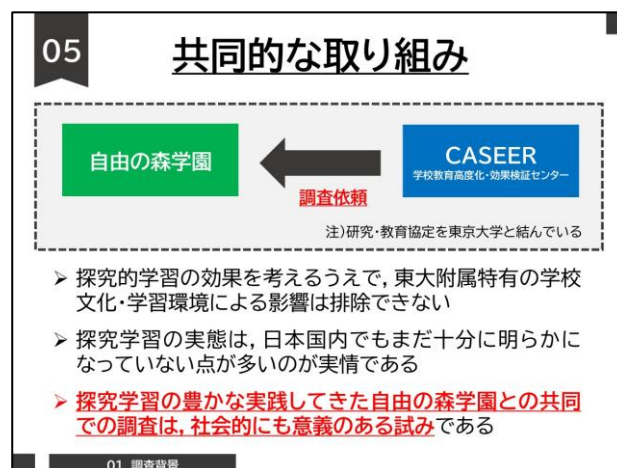 05
共同的な取り組み
自由の森学園
CASEER
学校教育高度化・効果検証センター
調査依頼
注)研究・教育協定を東京大学と結んでいる
➢ 探究的学習の効果を考えるうえで，東大附属特有の学校
文化・学習環境による影響は排除できない
➢ 探究学習の実態は，日本国内でもまだ十分に明らかに
なっていない点が多いのが実情である
➢ 探究学習の豊かな実践してきた自由の森学園との共同
での調査は，社会的にも意義のある試みである
01 調査背景